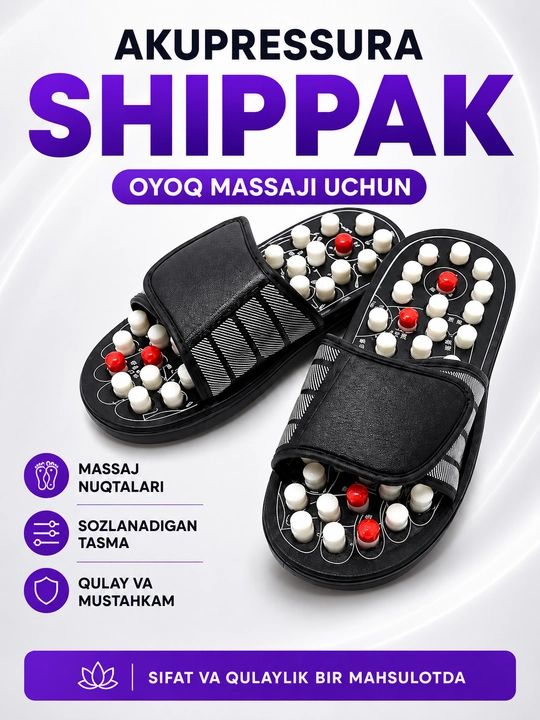 AKUPRESSURA
SHIPPAK
OYOQ MASSAJI UCHUN
MASSAJ
NUQTALARI
SOZLANADIGAN
TASMA
QULAY VA
MUSTAHKAM
SIFAT VA QULAYLIK BIR MAHSULOTDA